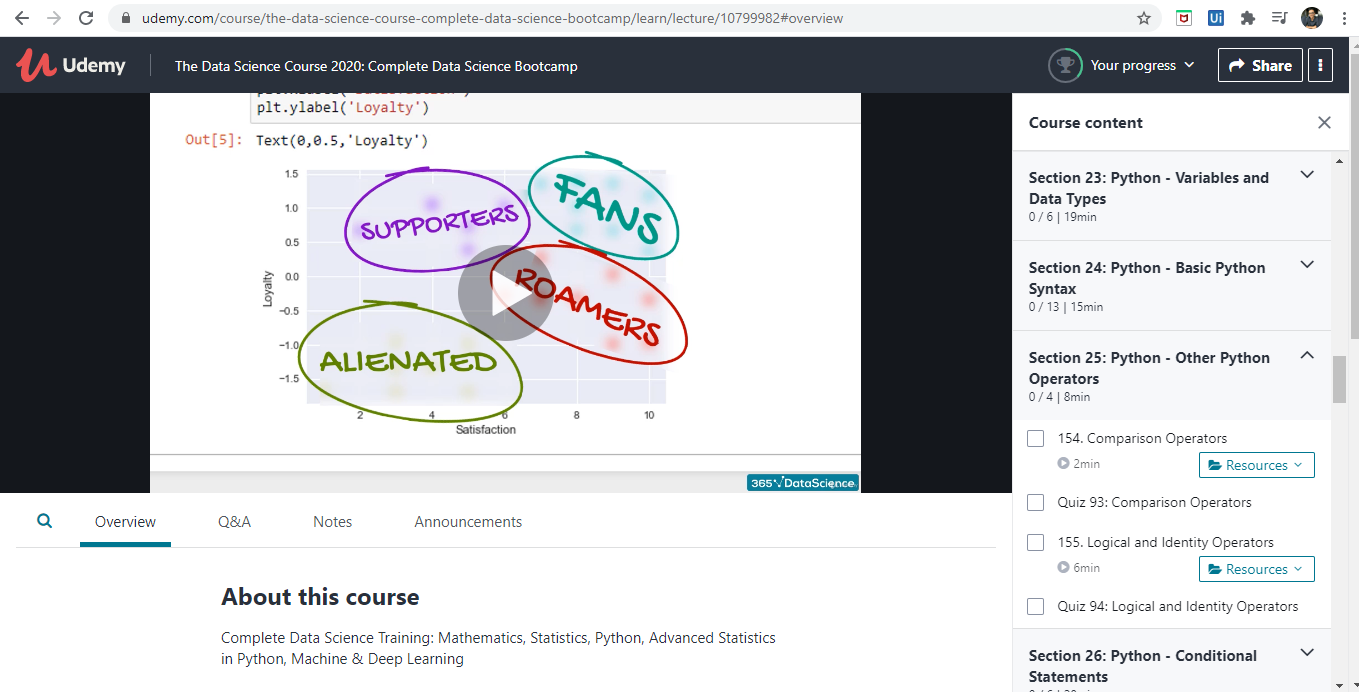 udemy.com/course/the-data-science-course-complete-data-science-bootcamp/learn/lecture/10799982#overview
Udemy
The Data Science Course 2020: Complete Data Science Bootcamp
Your progress
Share
plt.ylabel('Loyalty')
Out[5]: Text(0,0.5,'Loyalty')
1.5
1.0
0.5
0.0
−0.5
−1.0
−1.5
Loyalty
SUPPORTERS
FANS
ROAMERS
ALIENATED
2 4 6 8 10
Satisfaction
365√DataScience
Course content
Section 23: Python - Variables and
Data Types
0 / 6 | 19min
Section 24: Python - Basic Python
Syntax
0 / 13 | 15min
Section 25: Python - Other Python
Operators
0 / 4 | 8min
154. Comparison Operators
2min
Resources
Quiz 93: Comparison Operators
155. Logical and Identity Operators
6min
Resources
Quiz 94: Logical and Identity Operators
Section 26: Python - Conditional
Statements
Overview
Q&A
Notes
Announcements
About this course
Complete Data Science Training: Mathematics, Statistics, Python, Advanced Statistics
in Python, Machine & Deep Learning